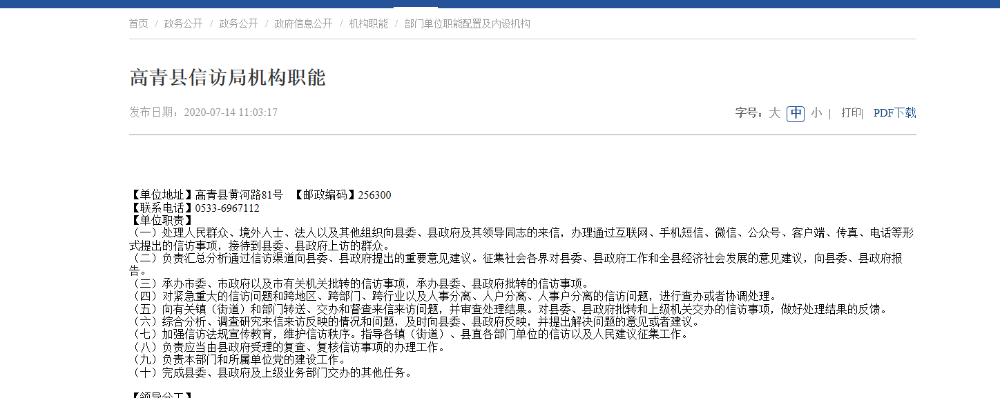 首页 / 政务公开 / 政务公开 / 政府信息公开 / 机构职能 / 部门单位职能配置及内设机构
高青县信访局机构职能
发布日期：2020-07-14 11:03:17 字号：大 中 小 | 打印| PDF下载
【单位地址】高青县黄河路81号 【邮政编码】256300
【联系电话】0533-6967112
【单位职责】
（一）处理人民群众、境外人士、法人以及其他组织向县委、县政府及其领导同志的来信，办理通过互联网、手机短信、微信、公众号、客户端、传真、电话等形
式提出的信访事项，接待到县委、县政府上访的群众。
（二）负责汇总分析通过信访渠道向县委、县政府提出的重要意见建议。征集社会各界对县委、县政府工作和全县经济社会发展的意见建议，向县委、县政府报
告。
（三）承办市委、市政府以及市有关机关批转的信访事项，承办县委、县政府批转的信访事项。
（四）对紧急重大的信访问题和跨地区、跨部门、跨行业以及人事分离、人户分离、人事户分离的信访问题，进行查办或者协调处理。
（五）向有关镇（街道）和部门转送、交办和督查来信来访问题，并审查处理结果。对县委、县政府批转和上级机关交办的信访事项，做好处理结果的反馈。
（六）综合分析、调查研究来信来访反映的情况和问题，及时向县委、县政府反映，并提出解决问题的意见或者建议。
（七）加强信访法规宣传教育，维护信访秩序。指导各镇（街道）、县直各部门单位的信访以及人民建议征集工作。
（八）负责应当由县政府受理的复查、复核信访事项的办理工作。
（九）负责本部门和所属单位党的建设工作。
（十）完成县委、县政府及上级业务部门交办的其他任务。
【领导分工】